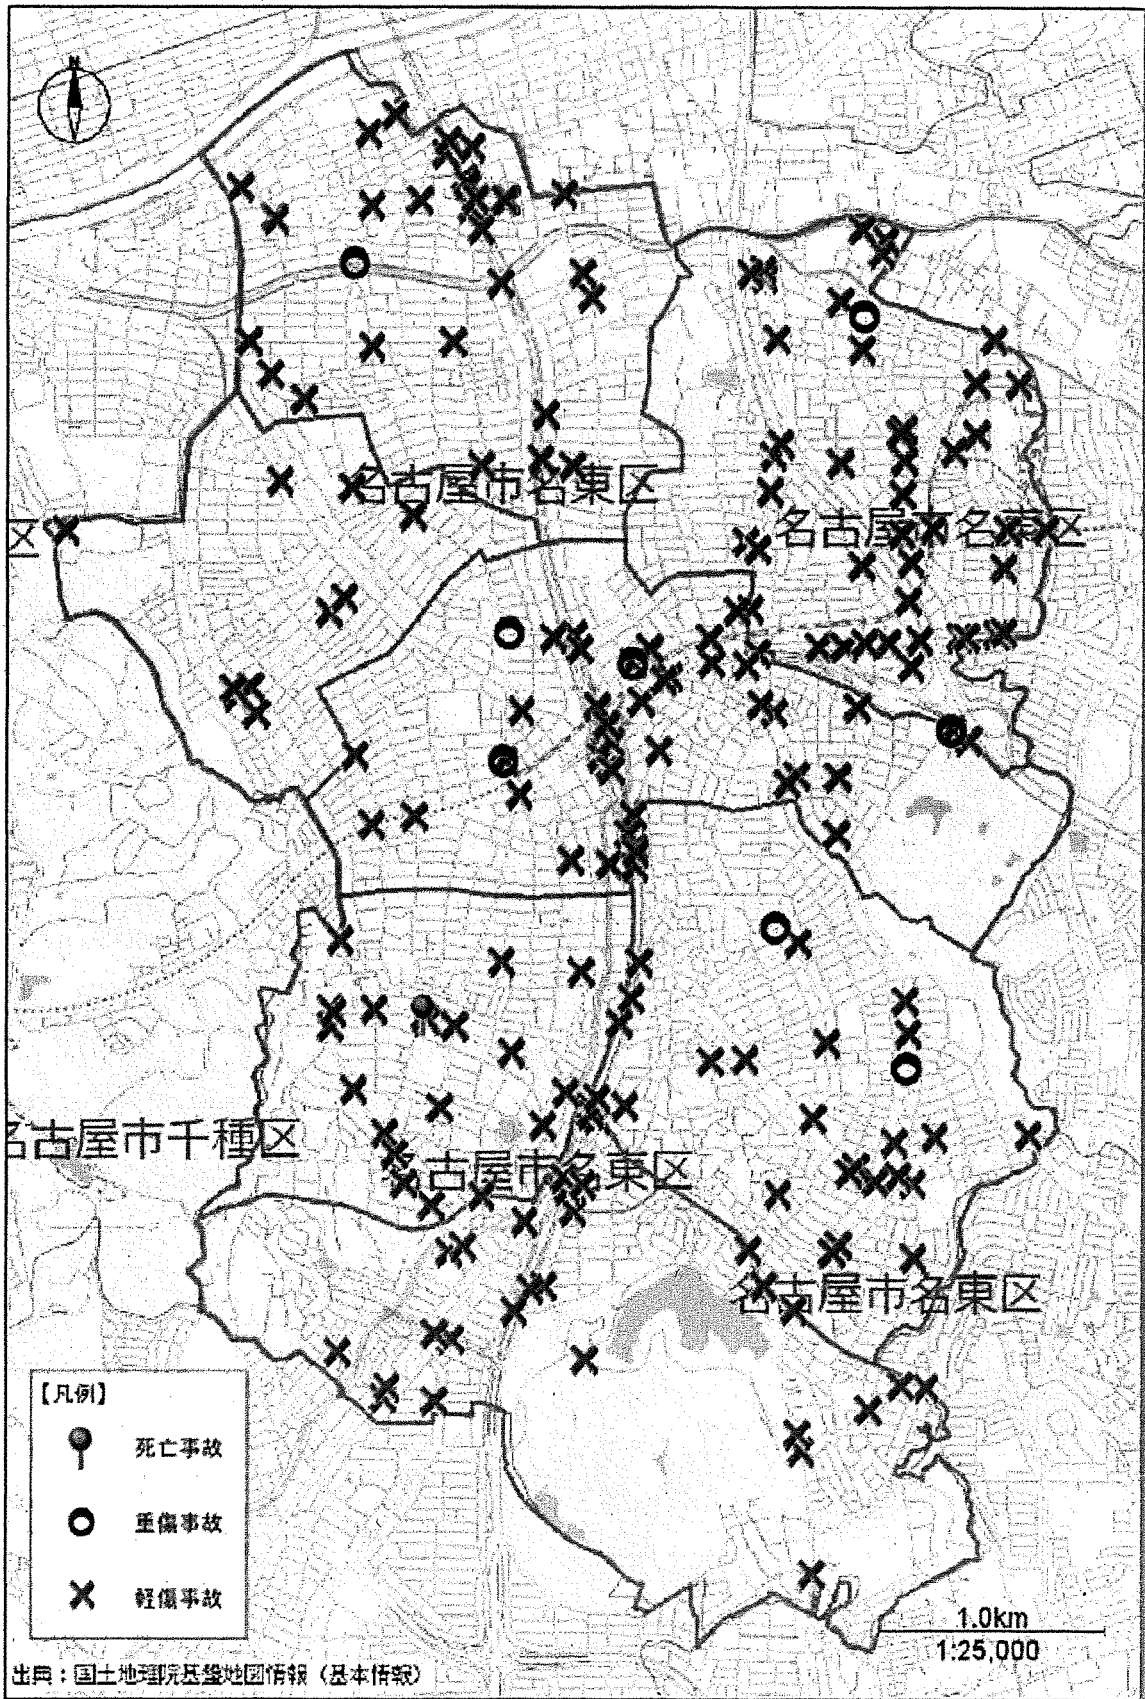 N
名古屋市名東区
名古屋市名東区
区
名古屋市千種区
古屋市名東区
名古屋市名東区
【凡例】
死亡事故
重傷事故
軽傷事故
1.0km
1:25,000
出典:国土地理院基盤地図情報(基本情報)